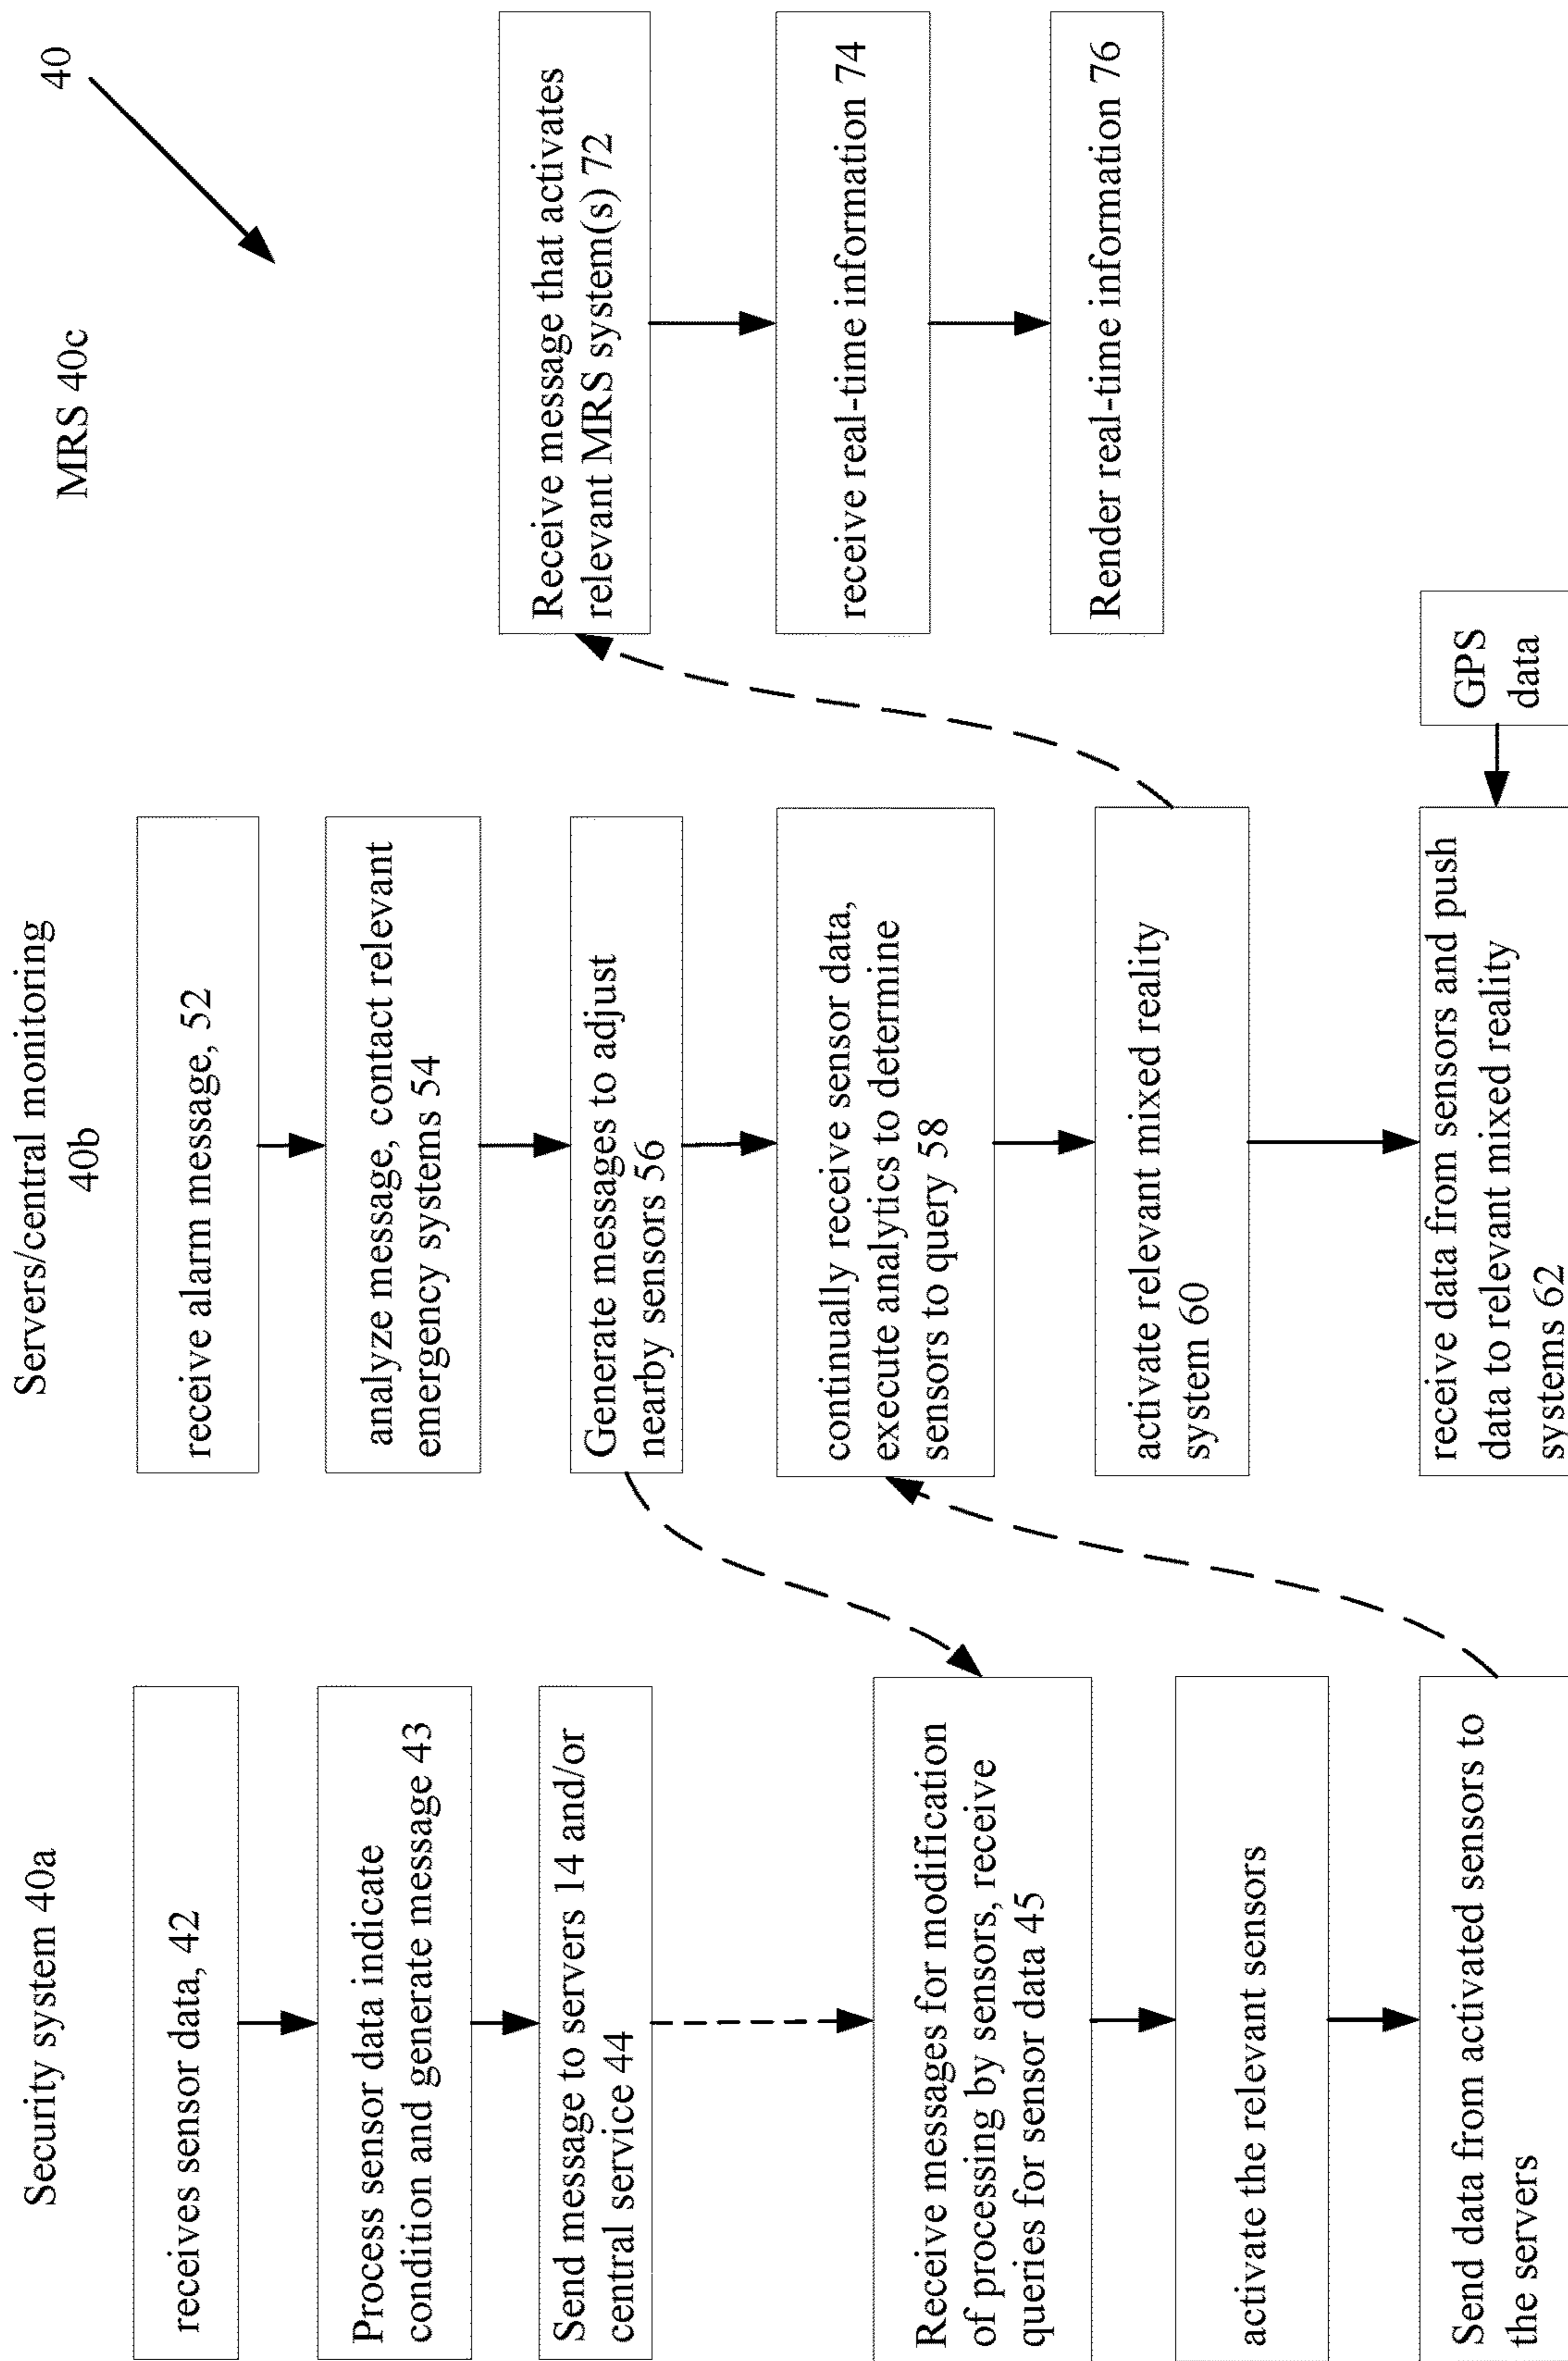 40
Security system 40a
receives sensor data, 42
Process sensor data indicate
condition and generate message 43
Send message to servers 14 and/or
central service 44
Receive messages for modification
of processing by sensors, receive
queries for sensor data 45
activate the relevant sensors
Send data from activated sensors to
the servers
Servers/central monitoring
40b
receive alarm message, 52
analyze message, contact relevant
emergency systems 54
Generate messages to adjust
nearby sensors 56
continually receive sensor data,
execute analytics to determine
sensors to query 58
activate relevant mixed reality
system 60
receive data from sensors and push
data to relevant mixed reality
systems 62
GPS
data
MRS 40c
Receive message that activates
relevant MRS system(s) 72
receive real-time information 74
Render real-time information 76